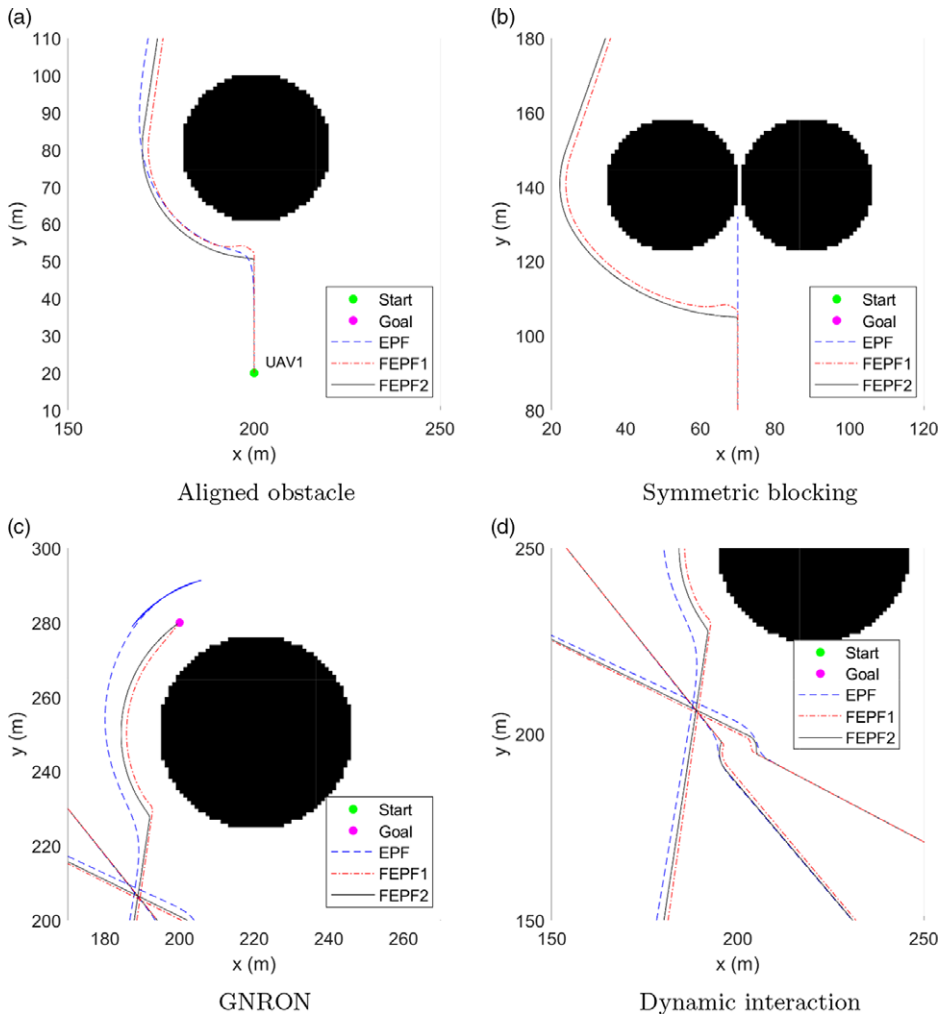 (a)
110
100
90
80
70
60
50
40
30
20
10
y (m)
UAV1
Start
Goal
EPF
FEPF1
FEPF2
150
200
250
x (m)
Aligned obstacle
(b)
180
160
140
120
100
80
y (m)
Start
Goal
EPF
FEPF1
FEPF2
20
40
60
80
100
120
x (m)
Symmetric blocking
(c)
300
280
260
240
220
200
y (m)
Start
Goal
EPF
FEPF1
FEPF2
180
200
220
240
260
x (m)
GNRON
(d)
250
200
150
y (m)
Start
Goal
EPF
FEPF1
FEPF2
150
200
250
x (m)
Dynamic interaction